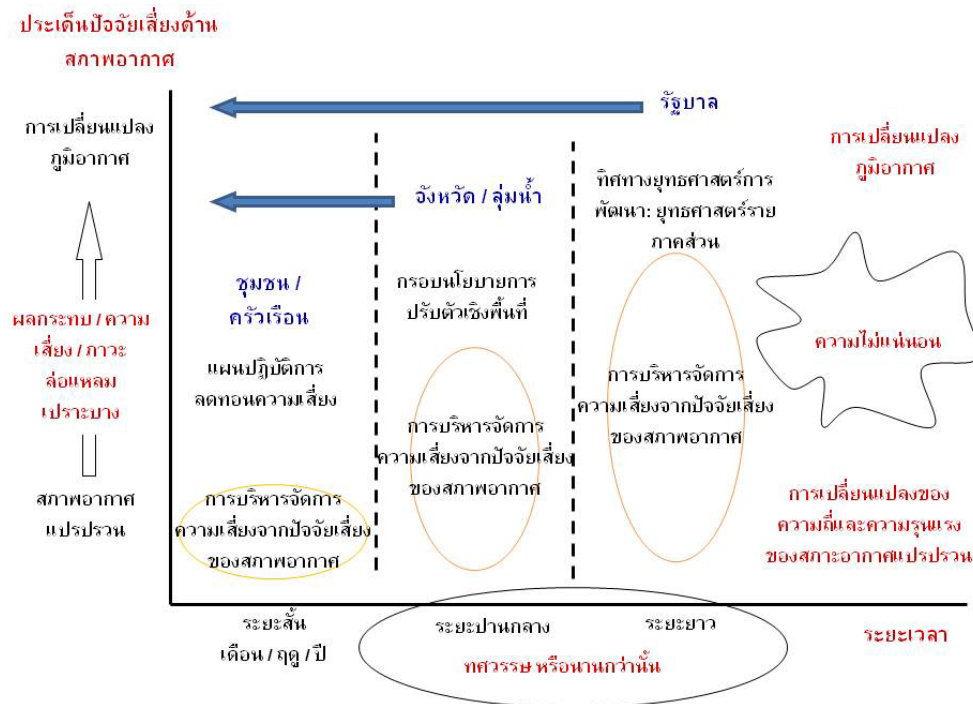 ประเด็นปัจจัยเสี่ยงด้าน
สภาพอากาศ
การเปลี่ยนแปลง
ภูมิอากาศ
ผลกระทบ / ความ
เสี่ยง / ภาวะ
ล่อแหลม
เปราะบาง
สภาพอากาศ
แปรปรวน
รัฐบาล
จังหวัด / ลุ่มน้ำ
ชุมชน /
ครัวเรือน
แผนปฏิบัติการ
ลดทอนความเสี่ยง
การบริหารจัดการ
ความเสี่ยงจากปัจจัยเสี่ยง
ของสภาพอากาศ
กรอบนโยบายการ
ปรับตัวเชิงพื้นที่
การบริหารจัดการ
ความเสี่ยงจากปัจจัยเสี่ยง
ของสภาพอากาศ
ทิศทางยุทธศาสตร์การ
พัฒนา: ยุทธศาสตร์ราย
ภาคส่วน
การบริหารจัดการ
ความเสี่ยงจากปัจจัยเสี่ยง
ของสภาพอากาศ
การเปลี่ยนแปลง
ภูมิอากาศ
ความไม่แน่นอน
การเปลี่ยนแปลงของ
ความถี่และความรุนแรง
ของสภาะอากาศแปรปรวน
ระยะสั้น
เดือน / ฤดู / ปี
ระยะปานกลาง
ระยะยาว
ทศวรรษ หรือนานกว่านั้น
ระยะเวลา